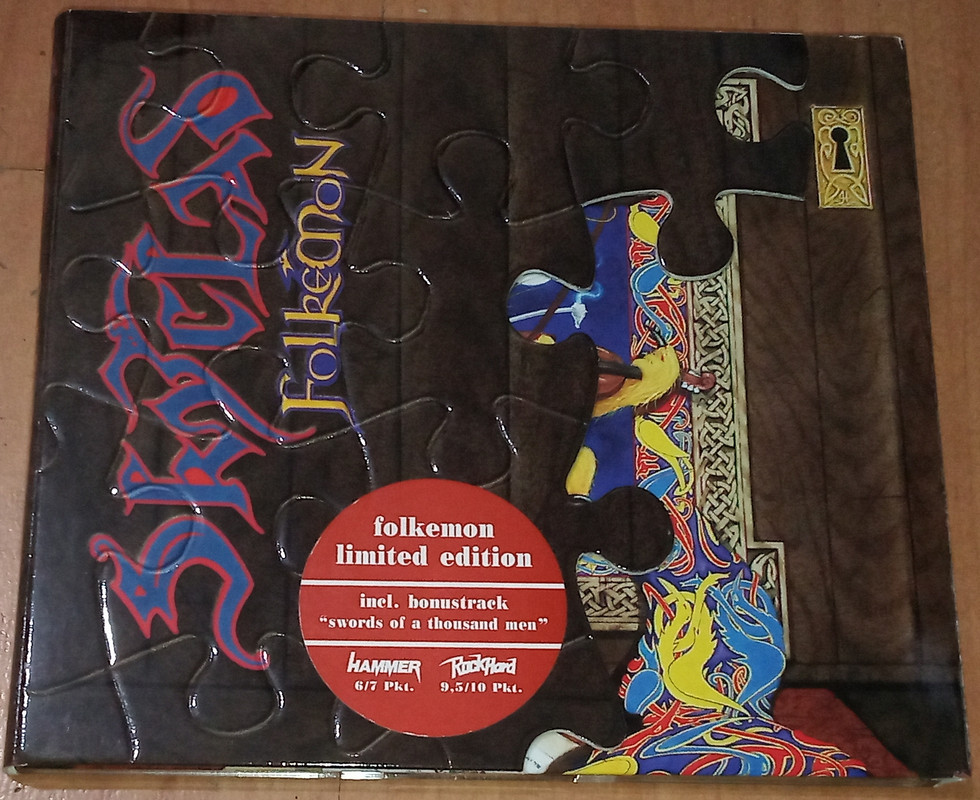 SKYCLAD
Folkémon
folkemon
limited edition
incl. bonustrack
“swords of a thousand men”
HAMMER RockHard
6/7 Pkt. 9,5/10 Pkt.